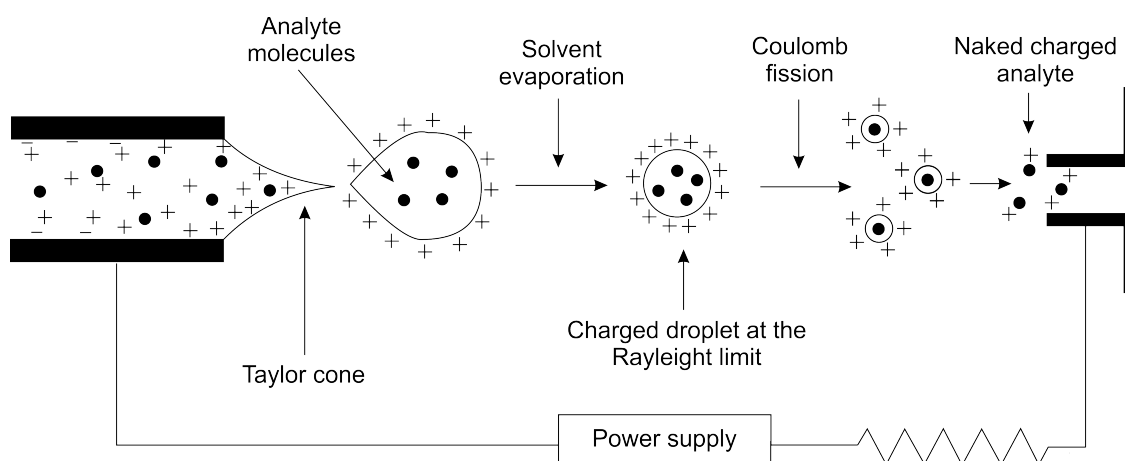 Analyte
molecules
Solvent
evaporation
Coulomb
fission
Naked charged
analyte
Taylor cone
Charged droplet at the
Rayleight limit
Power supply